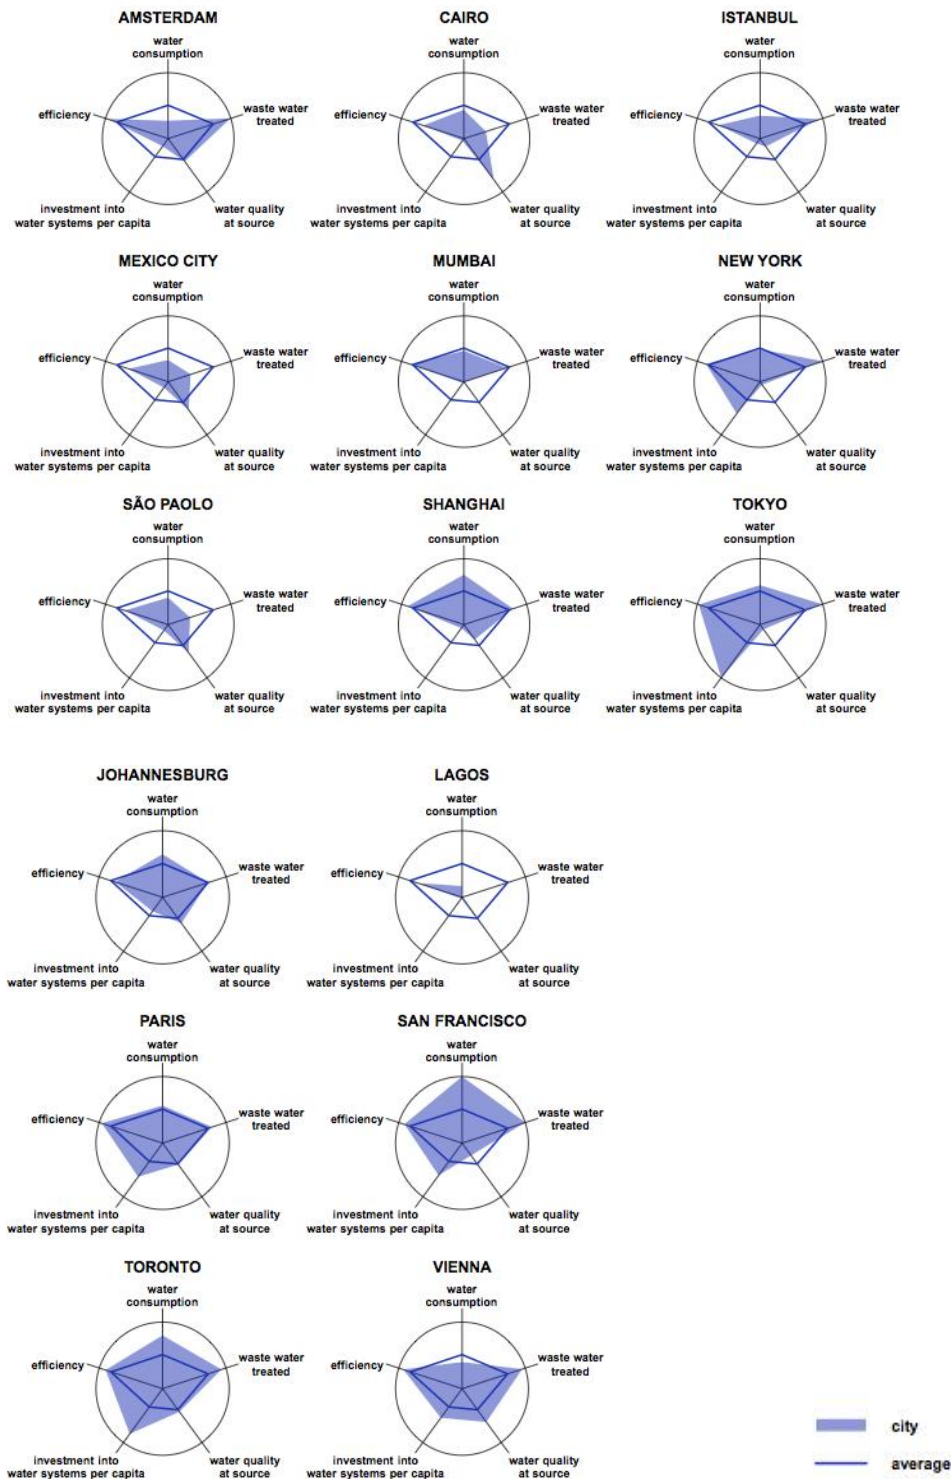 AMSTERDAM
water
consumption
efficiency
waste water
treated
investment into
water systems per capita
water quality
at source
CAIRO
water
consumption
efficiency
waste water
treated
investment into
water systems per capita
water quality
at source
ISTANBUL
water
consumption
efficiency
waste water
treated
investment into
water systems per capita
water quality
at source
MEXICO CITY
water
consumption
efficiency
waste water
treated
investment into
water systems per capita
water quality
at source
MUMBAI
water
consumption
efficiency
waste water
treated
investment into
water systems per capita
water quality
at source
NEW YORK
water
consumption
efficiency
waste water
treated
investment into
water systems per capita
water quality
at source
SÃO PAOLO
water
consumption
efficiency
waste water
treated
investment into
water systems per capita
water quality
at source
SHANGHAI
water
consumption
efficiency
waste water
treated
investment into
water systems per capita
water quality
at source
TOKYO
water
consumption
efficiency
waste water
treated
investment into
water systems per capita
water quality
at source
JOHANNESBURG
water
consumption
efficiency
waste water
treated
investment into
water systems per capita
water quality
at source
LAGOS
water
consumption
efficiency
waste water
treated
investment into
water systems per capita
water quality
at source
PARIS
water
consumption
efficiency
waste water
treated
investment into
water systems per capita
water quality
at source
SAN FRANCISCO
water
consumption
efficiency
waste water
treated
investment into
water systems per capita
water quality
at source
TORONTO
water
consumption
efficiency
waste water
treated
investment into
water systems per capita
water quality
at source
VIENNA
water
consumption
efficiency
waste water
treated
investment into
water systems per capita
water quality
at source
city
average